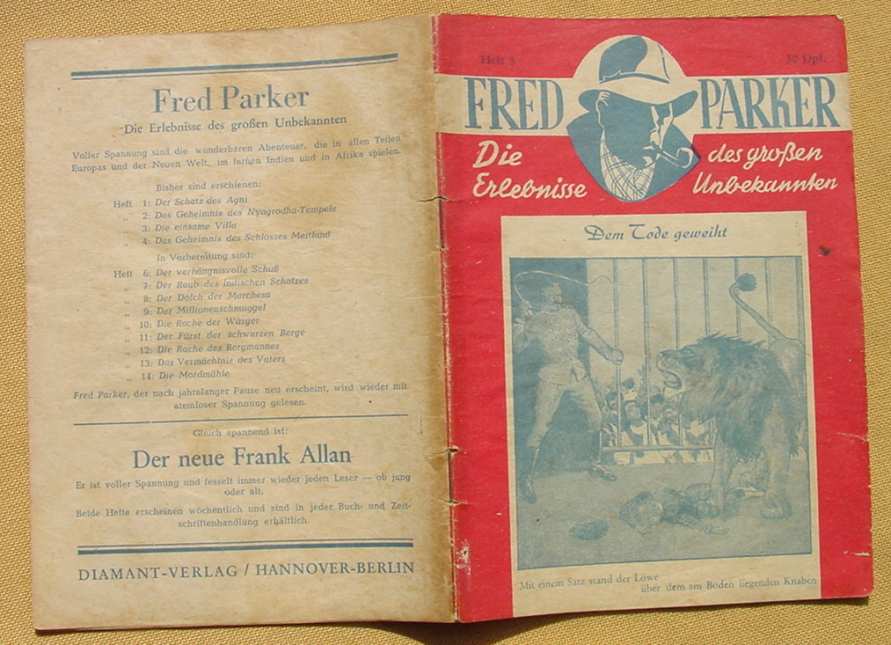 Fred Parker
Die Erlebnisse des großen Unbekannten
Voller Spannung sind die wunderbaren Abenteuer, die in allen Teilen
Europas und der Neuen Welt, im fernen Indien und in Afrika spielen.
Bisher sind erschienen:
Heft 1: Der Schatz des Agni
„ 2: Das Geheimnis des Nyagrodha-Tempels
„ 3: Die einsame Villa
„ 4: Das Geheimnis des Schlosses Meitland
In Vorbereitung sind:
Heft 6: Der verhängnisvolle Schuß
„ 7: Der Raub des indischen Schatzes
„ 8: Der Dolch der Marchesa
„ 9: Der Millionenschmuggel
„ 10: Die Rache der Wäsger
„ 11: Der Fürst der schwarzen Berge
„ 12: Die Rache des Bergmannes
„ 13: Das Vermächtnis des Vaters
„ 14: Die Mordmühle
Fred Parker, der nach jahrelanger Pause neu erscheint, wird wieder mit
atemloser Spannung gelesen.
Gleich spannend ist:
Der neue Frank Allan
Er ist voller Spannung und fesselt immer wieder jeden Leser — ob jung
oder alt.
Beide Hefte erscheinen wöchentlich und sind in jeder Buch- und Zeit-
schriftenhandlung erhältlich.
DIAMANT-VERLAG / HANNOVER-BERLIN
Heft 5 30 Dpf.
FRED PARKER
Die des großen
Erlebnisse Unbekannten
Dem Tode geweiht
Mit einem Satz stand der Löwe
über dem am Boden liegenden Knaben